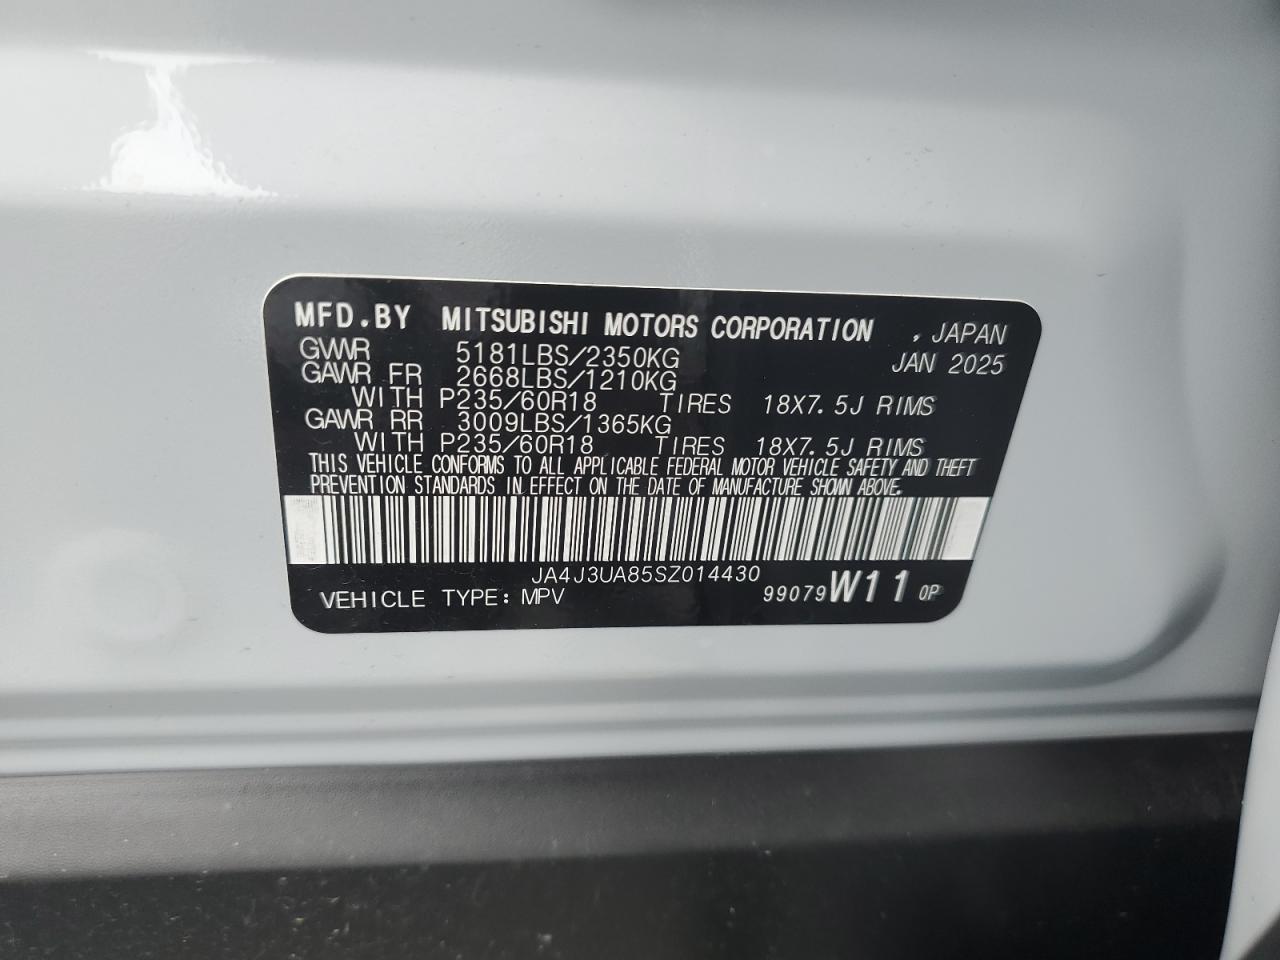 MFD.BY MITSUBISHI MOTORS CORPORATION , JAPAN
GVWR 5181LBS/2350KG JAN 2025
GAWR FR 2668LBS/1210KG
WITH P235/60R18 TIRES 18X7.5J RIMS
GAWR RR 3009LBS/1365KG
WITH P235/60R18 TIRES 18X7.5J RIMS
THIS VEHICLE CONFORMS TO ALL APPLICABLE FEDERAL MOTOR VEHICLE SAFETY AND THEFT
PREVENTION STANDARDS IN EFFECT ON THE DATE OF MANUFACTURE SHOWN ABOVE.
JA4J3UA85SZ014430
VEHICLE TYPE: MPV 99079 W11 0P